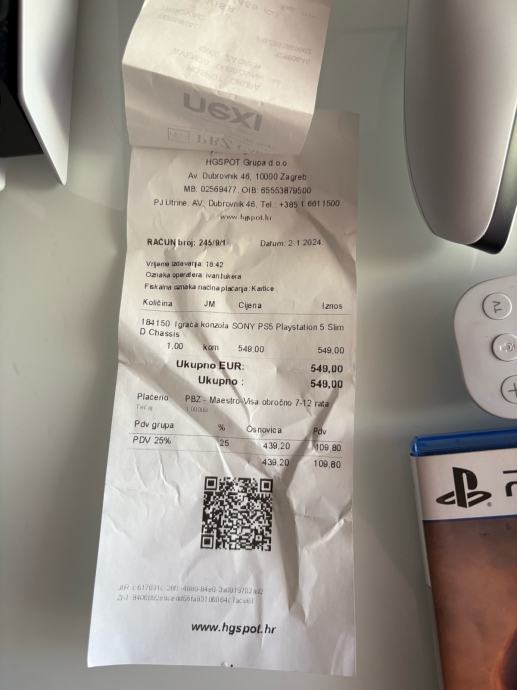 nexi
HGSPOT Grupa d.o.o.
Av. Dubrovnik 46, 10000 Zagreb
MB: 02569477, OIB: 65553879500
PJ Utrine, AV. Dubrovnik 46, Tel.: +385 1 661 1500
www.hgspot.hr
RAČUN broj: 245/9/1 Datum: 2.1.2024.
Vrijeme izdavanja: 18:42
Oznaka operatera: ivantukera
Fiskalna oznaka načina plaćanja: Kartice
Količina JM Cijena Iznos
184150 Igraća konzola SONY PS5 Playstation 5 Slim
D Chassis
1,00 kom 549,00 549,00
Ukupno EUR: 549,00
Ukupno : 549,00
Plaćeno PBZ - Maestro-Visa obročno 7-12 rata
Tečaj 1,00000
Pdv grupa % Osnovica Pdv
PDV 25% 25 439,20 109,80
439,20 109,80
www.hgspot.hr
TV